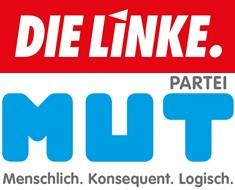 DIE LINKE.
PARTEI
MUT
Menschlich. Konsequent. Logisch.